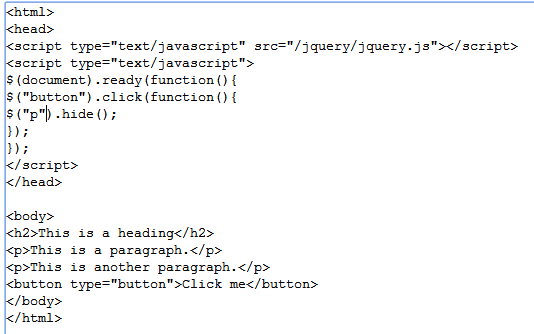 <html>
<head>
<script type="text/javascript" src="/jquery/jquery.js"></script>
<script type="text/javascript">
$(document).ready(function(){
$("button").click(function(){
$("p").hide();
});
});
</script>
</head>

<body>
<h2>This is a heading</h2>
<p>This is a paragraph.</p>
<p>This is another paragraph.</p>
<button type="button">Click me</button>
</body>
</html>